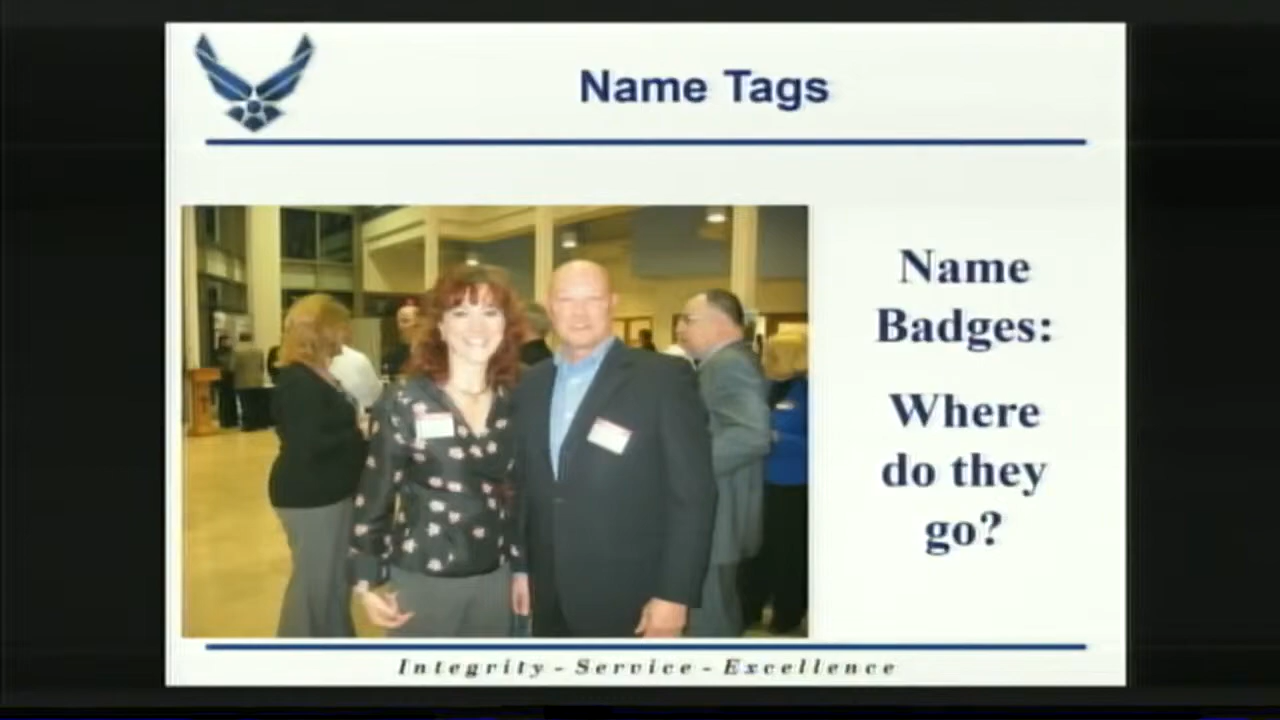 Name Tags
Name
Badges:
Where
do they
go?
Integrity - Service - Excellence